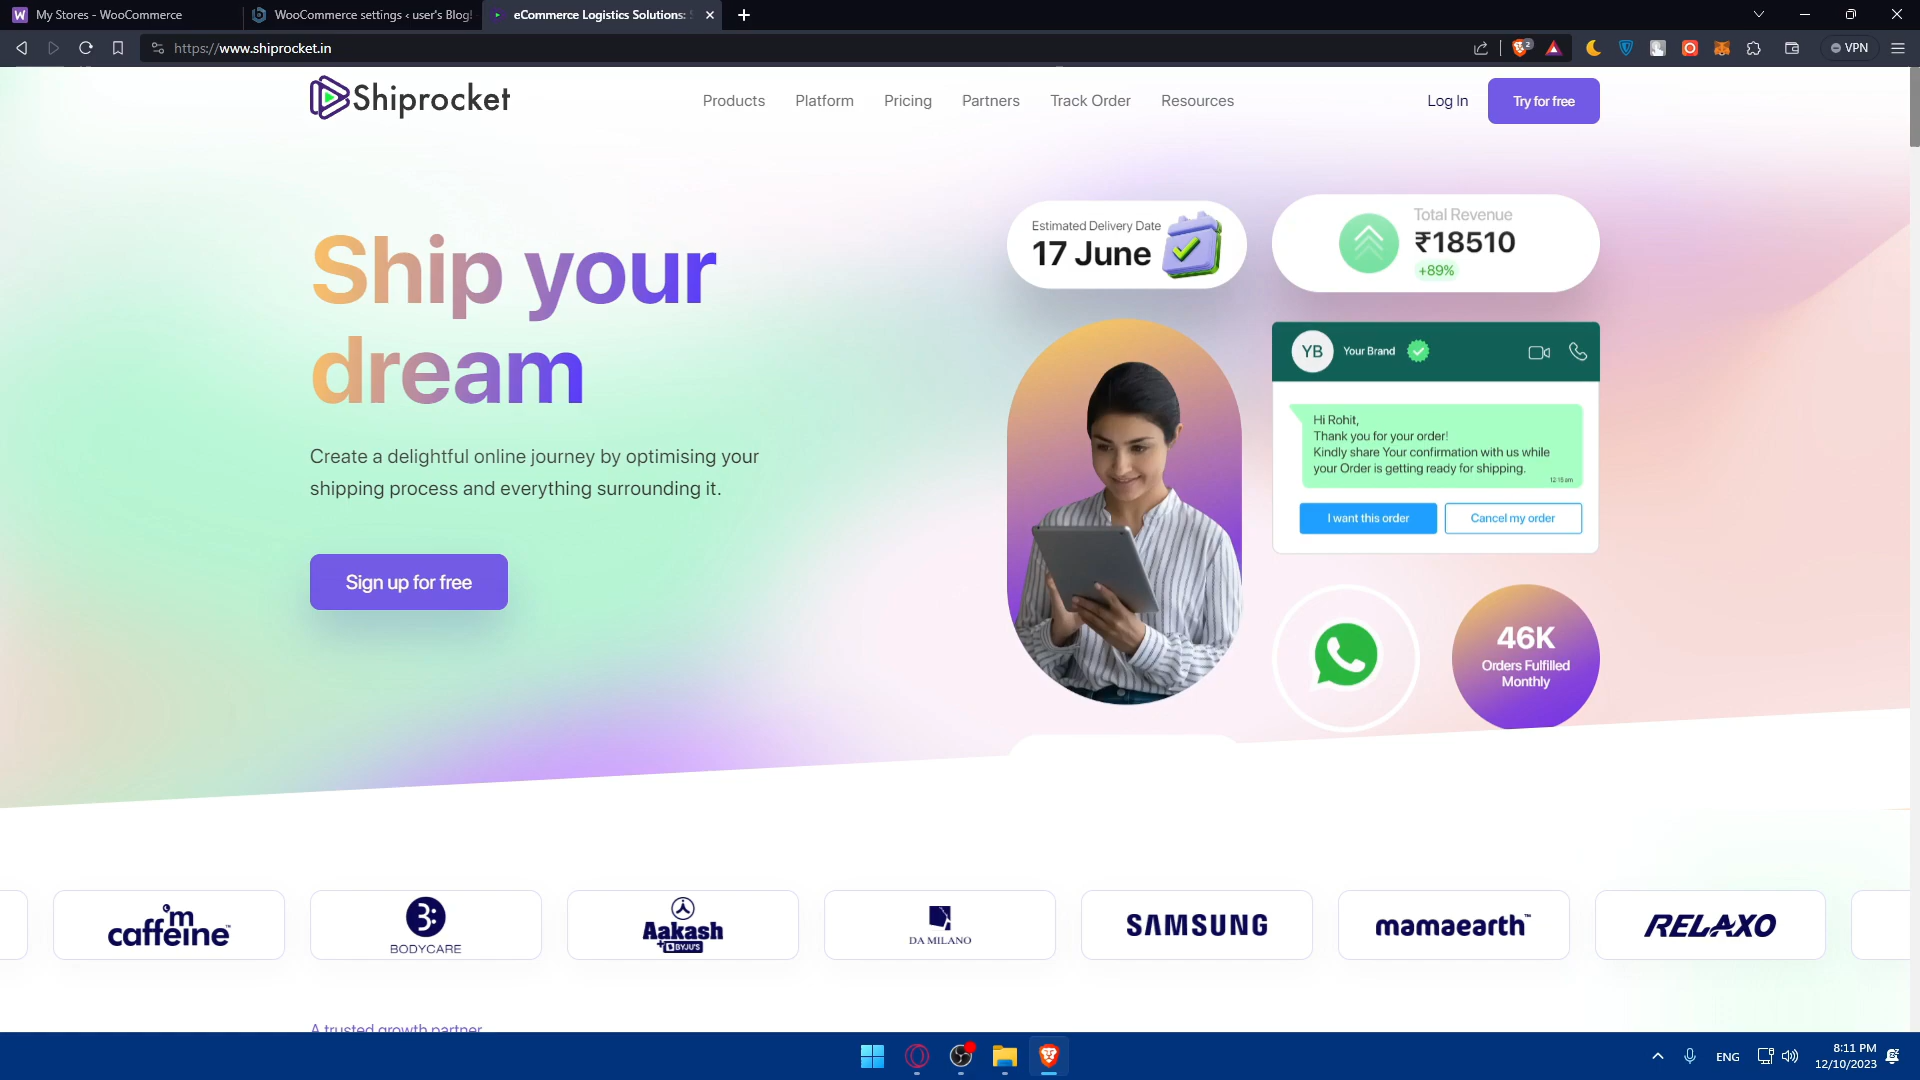 My Stores - WooCommerce
WooCommerce settings ‹ user's Blog!
eCommerce Logistics Solutions:
https://www.shiprocket.in
2
VPN
Shiprocket
Products
Platform
Pricing
Partners
Track Order
Resources
Log In
Try for free
Ship your
dream
Create a delightful online journey by optimising your
shipping process and everything surrounding it.
Sign up for free
Estimated Delivery Date
17 June
Total Revenue
₹18510
+89%
YB
Your Brand
Hi Rohit,
Thank you for your order!
Kindly share Your confirmation with us while
your Order is getting ready for shipping.
12:15 am
I want this order
Cancel my order
46K
Orders Fulfilled
Monthly
I'm
caffeine™
B:
BODYCARE
Aakash
+ BYJU'S
DA MILANO
SAMSUNG
mamaearth™
RELAXO
A trusted growth partner
ENG
8:11 PM
12/10/2023